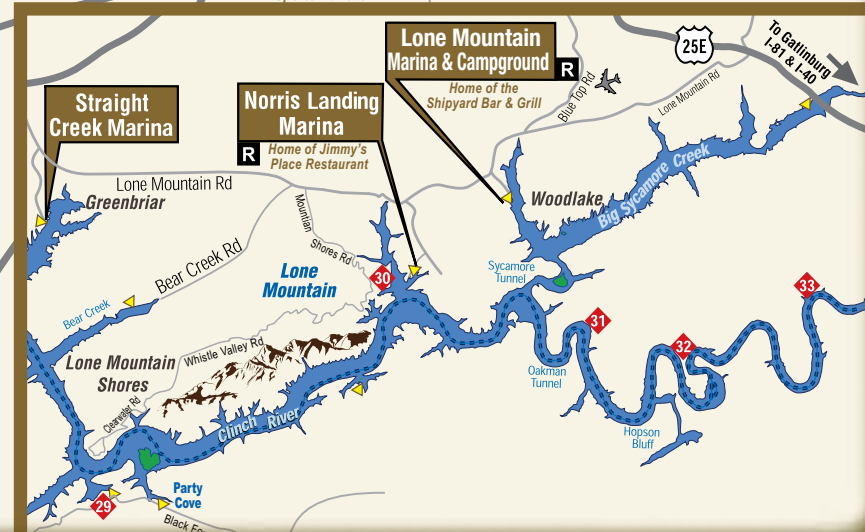 25E
To Gatlinburg
I-81 & I-40
Lone Mountain
Marina & Campground
R
Home of the
Shipyard Bar & Grill
Blue Top Rd
Lone Mountain Rd
Straight
Creek Marina
Norris Landing
Marina
R
Home of Jimmy's
Place Restaurant
Lone Mountain Rd
Greenbriar
Mountian
Shores Rd
Woodlake
Big Sycamore Creek
Bear Creek Rd
Lone
Mountain
30
Sycamore
Tunnel
33
Bear Creek
31
32
Whistle Valley Rd
Lone Mountain
Shores
Oakman
Tunnel
Clearwater Rd
Clinch River
Hopson
Bluff
Party
Cove
29
Black Fo